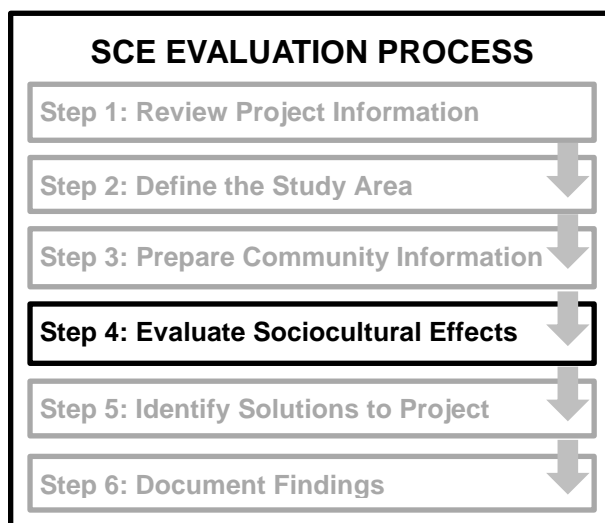 SCE EVALUATION PROCESS
Step 1: Review Project Information
Step 2: Define the Study Area
Step 3: Prepare Community Information
Step 4: Evaluate Sociocultural Effects
Step 5: Identify Solutions to Project
Step 6: Document Findings